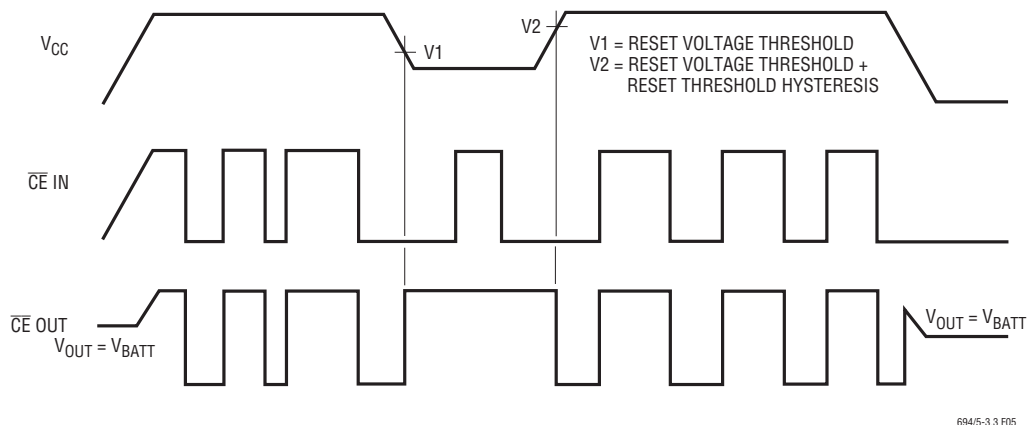 V2
V1 = RESET VOLTAGE THRESHOLD
V2 = RESET VOLTAGE THRESHOLD +
RESET THRESHOLD HYSTERESIS
VCC
V1
CE IN
CE OUT
VOUT = VBATT
VOUT = VBATT
694/5-3.3 F05